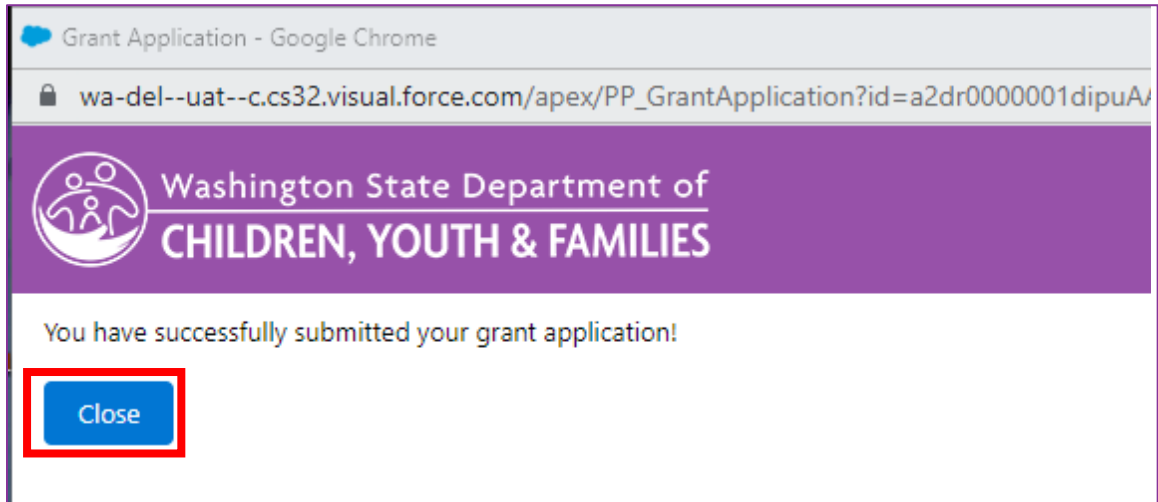 Grant Application - Google Chrome
wa-del--uat--c.cs32.visual.force.com/apex/PP_GrantApplication?id=a2dr0000001dipuAA
Washington State Department of
CHILDREN, YOUTH & FAMILIES
You have successfully submitted your grant application!
Close